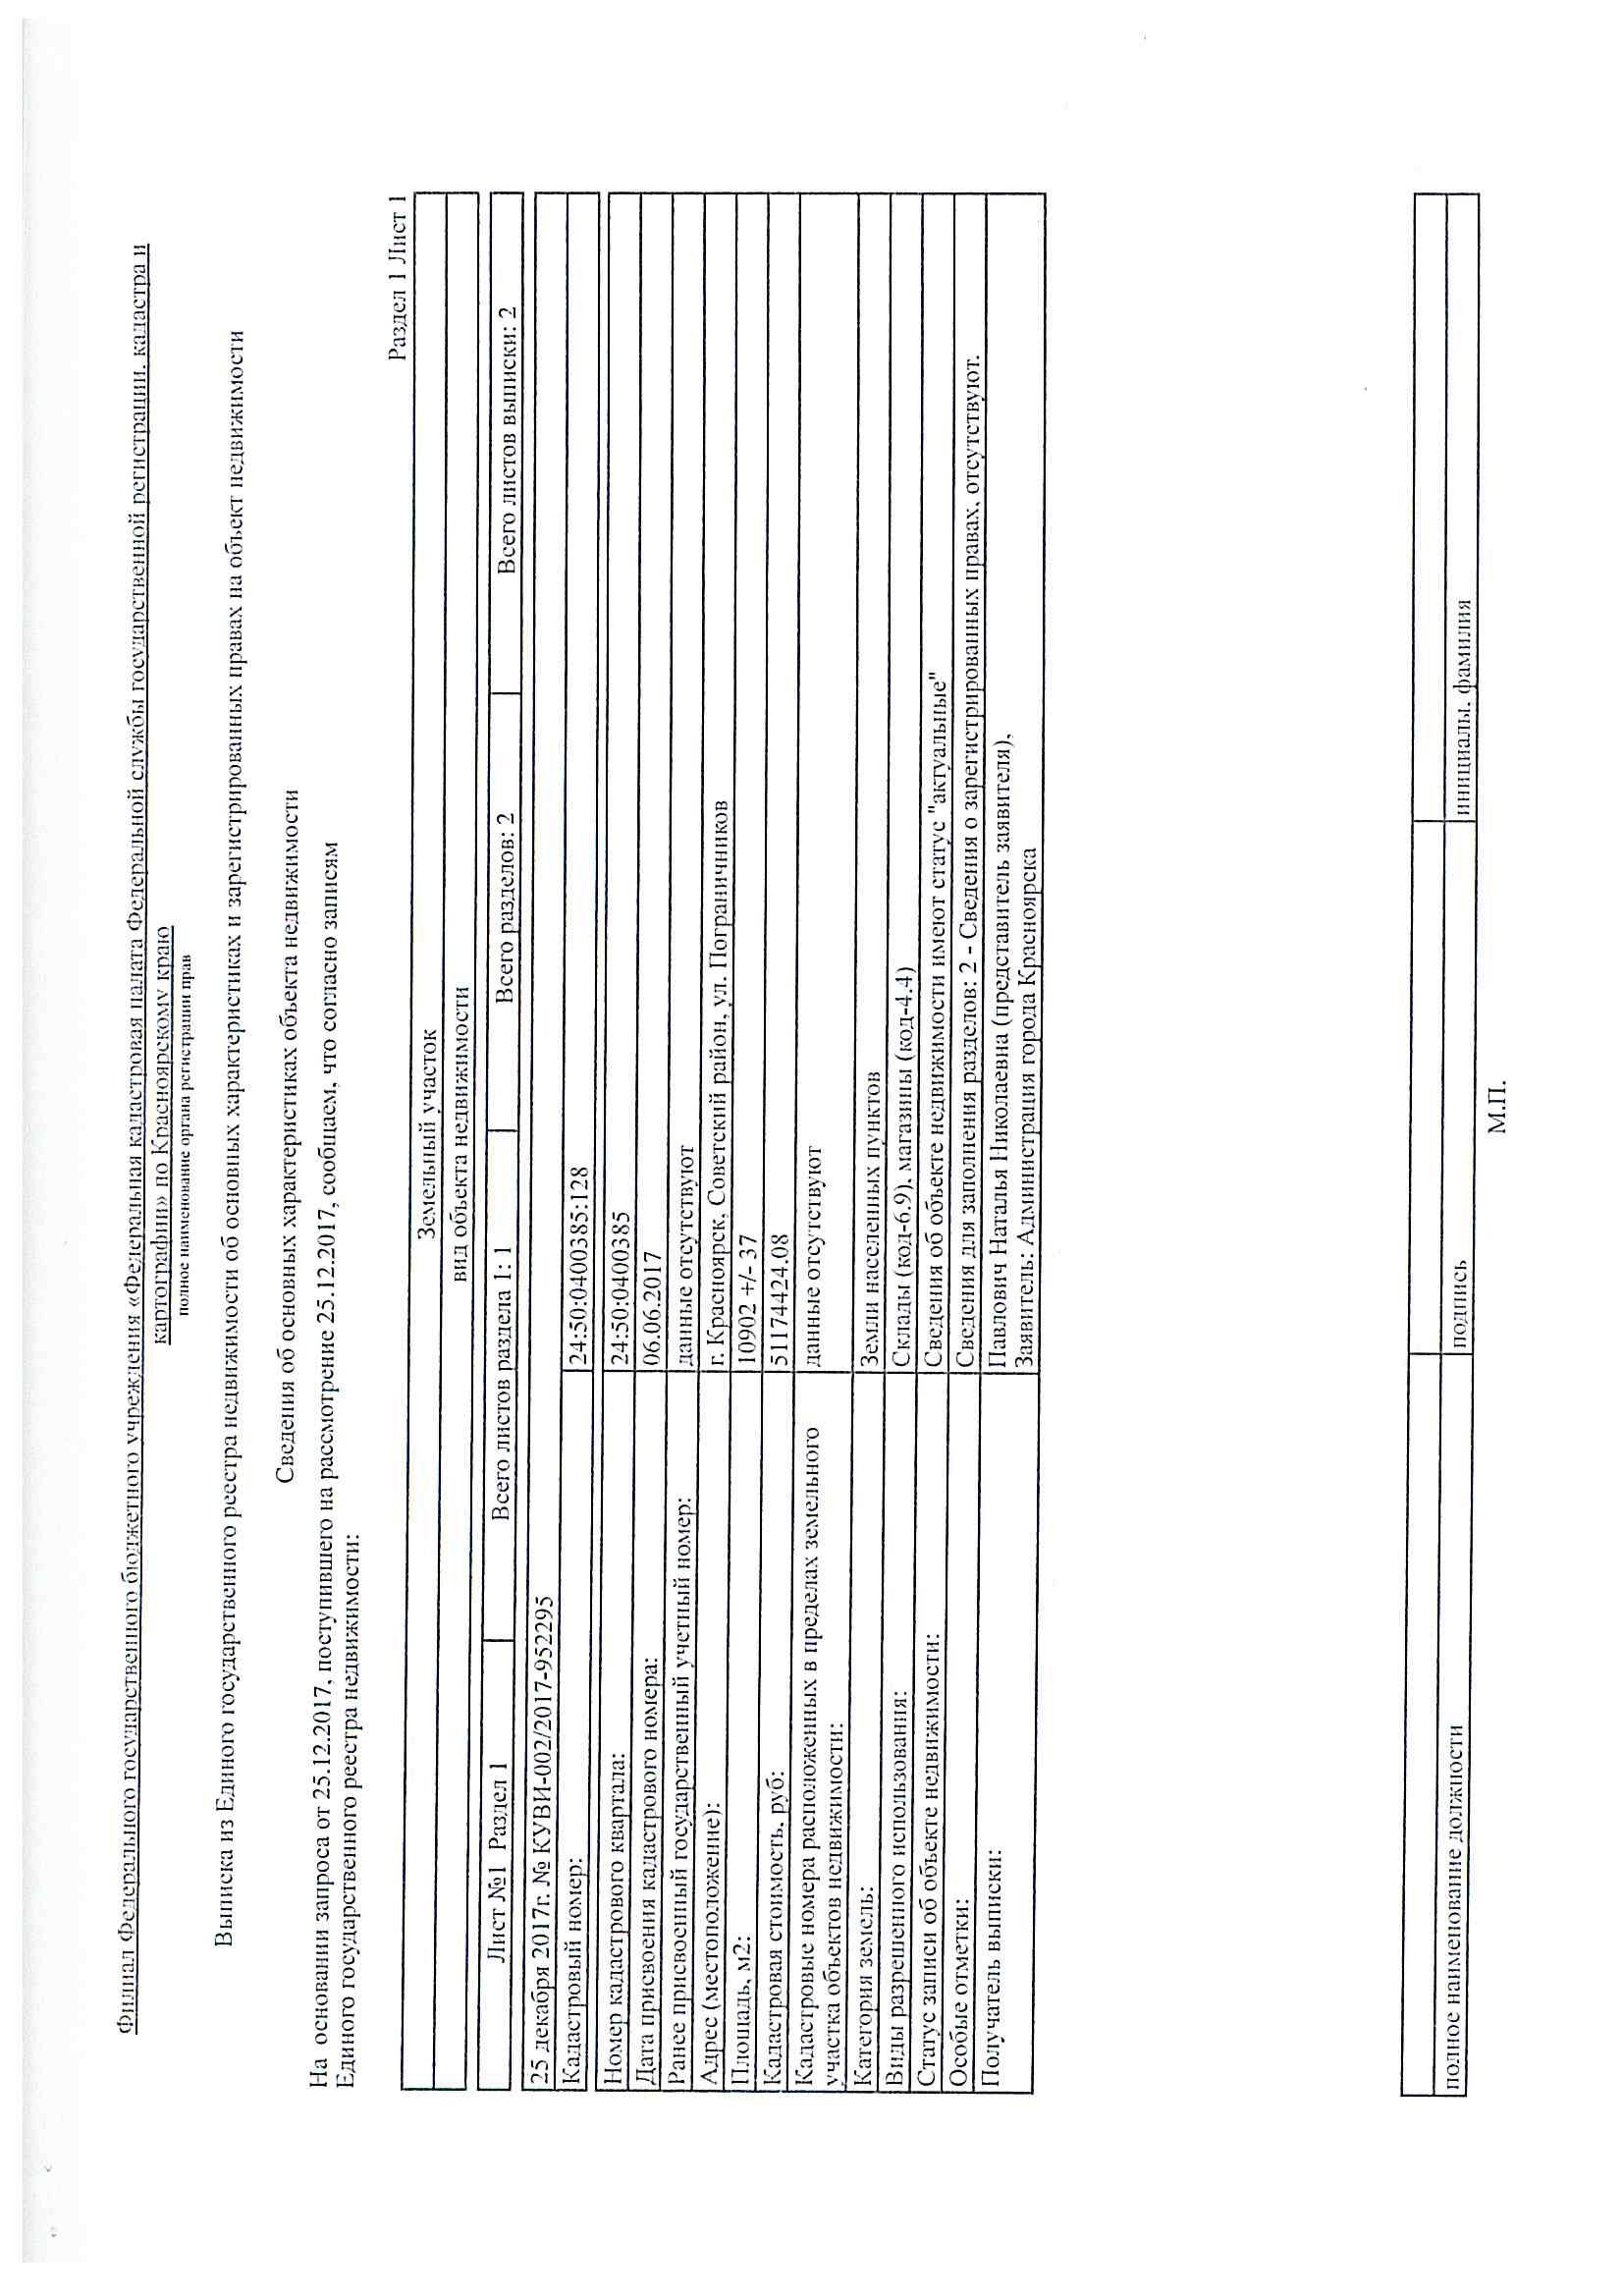 Филиал Федерального государственного бюджетного учреждения «Федеральная кадастровая палата Федеральной службы государственной регистрации, кадастра и
картографии» по Красноярскому краю
полное наименование органа регистрации прав
Выписка из Единого государственного реестра недвижимости об основных характеристиках и зарегистрированных правах на объект недвижимости
Сведения об основных характеристиках объекта недвижимости
На основании запроса от 25.12.2017, поступившего на рассмотрение 25.12.2017, сообщаем, что согласно записям
Единого государственного реестра недвижимости:
Раздел 1 Лист 1
Земельный участок
вид объекта недвижимости
Лист №1 Раздел 1 Всего листов раздела 1: 1 Всего разделов: 2 Всего листов выписки: 2
25 декабря 2017г. № КУВИ-002/2017-952295
Кадастровый номер: 24:50:0400385:128
Номер кадастрового квартала: 24:50:0400385
Дата присвоения кадастрового номера: 06.06.2017
Ранее присвоенный государственный учетный номер: данные отсутствуют
Адрес (местоположение): г. Красноярск, Советский район, ул. Пограничников
Площадь, м2: 10902 +/- 37
Кадастровая стоимость, руб: 51174424.08
Кадастровые номера расположенных в пределах земельного
участка объектов недвижимости: данные отсутствуют
Категория земель: Земли населенных пунктов
Виды разрешенного использования: Склады (код-6.9), магазины (код-4.4)
Статус записи об объекте недвижимости: Сведения об объекте недвижимости имеют статус "актуальные"
Особые отметки: Сведения для заполнения разделов: 2 - Сведения о зарегистрированных правах, отсутствуют.
Получатель выписки: Павлович Наталья Николаевна (представитель заявителя),
Заявитель: Администрация города Красноярска
полное наименование должности подпись инициалы, фамилия
М.П.